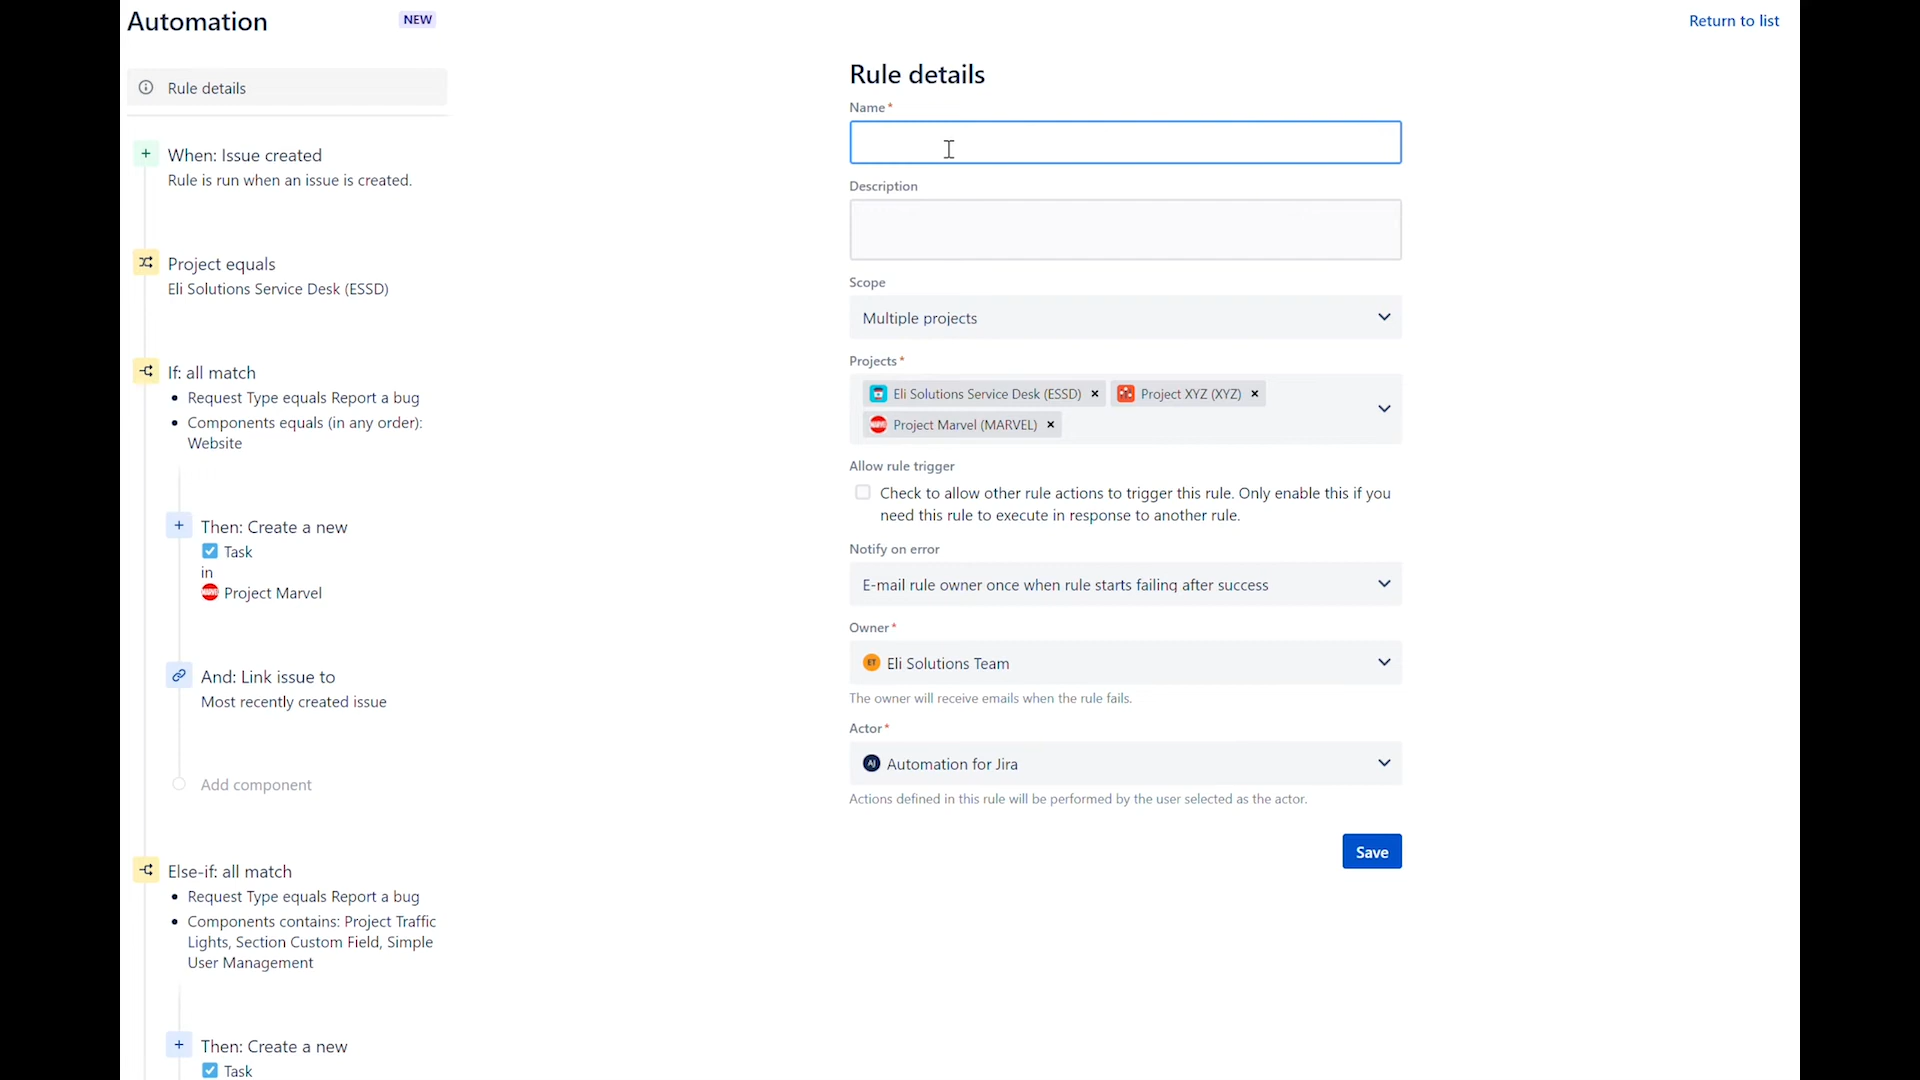 Automation
NEW
Return to list
Rule details
When: Issue created
Rule is run when an issue is created.
Project equals
Eli Solutions Service Desk (ESSD)
If: all match
Request Type equals Report a bug
Components equals (in any order):
Website
Then: Create a new
Task
in
Project Marvel
And: Link issue to
Most recently created issue
Add component
Else-if: all match
Request Type equals Report a bug
Components contains: Project Traffic
Lights, Section Custom Field, Simple
User Management
Then: Create a new
Task
Rule details
Name*
Description
Scope
Multiple projects
Projects*
Eli Solutions Service Desk (ESSD)
Project XYZ (XYZ)
Project Marvel (MARVEL)
Allow rule trigger
Check to allow other rule actions to trigger this rule. Only enable this if you
need this rule to execute in response to another rule.
Notify on error
E-mail rule owner once when rule starts failing after success
Owner*
ET Eli Solutions Team
The owner will receive emails when the rule fails.
Actor*
AJ Automation for Jira
Actions defined in this rule will be performed by the user selected as the actor.
Save